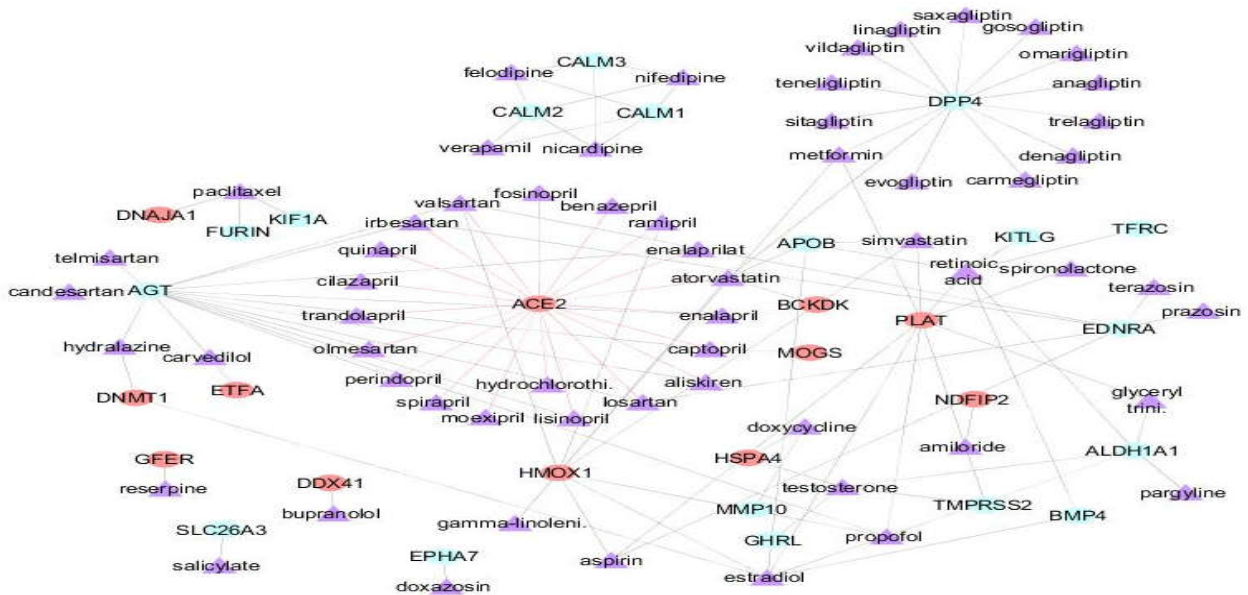 saxagliptin
linagliptin
gosogliptin
vildagliptin
omarigliptin
CALM3
felodipine
nifedipine
teneligliptin
anagliptin
DPP4
CALM2
CALM1
sitagliptin
trelagliptin
verapamil
nicardipine
metformin
denagliptin
evogliptin
carmegliptin
paclitaxel
DNAJA1
KIF1A
FURIN
fosinopril
valsartan
benazepril
irbesartan
ramipril
quinapril
enalaprilat
APOB
simvastatin
KITLG
TFRC
telmisartan
retinoic
acid
spironolactone
cilazapril
atorvastatin
candesartan
AGT
terazosin
ACE2
BCKDK
prazosin
trandolapril
enalapril
PLAT
EDNRA
hydralazine
carvedilol
olmesartan
captopril
MOGS
perindopril
hydrochlorothi.
aliskiren
DNMT1
ETFA
spirapril
losartan
NDFIP2
glyceryl
trini.
moexipril
lisinopril
doxycycline
amiloride
ALDH1A1
GFER
HSPA4
reserpine
DDX41
HMOX1
testosterone
pargyline
bupranolol
MMP10
TMPRSS2
BMP4
SLC26A3
gamma-linoleni.
GHRL
propofol
salicylate
EPHA7
aspirin
estradiol
doxazosin